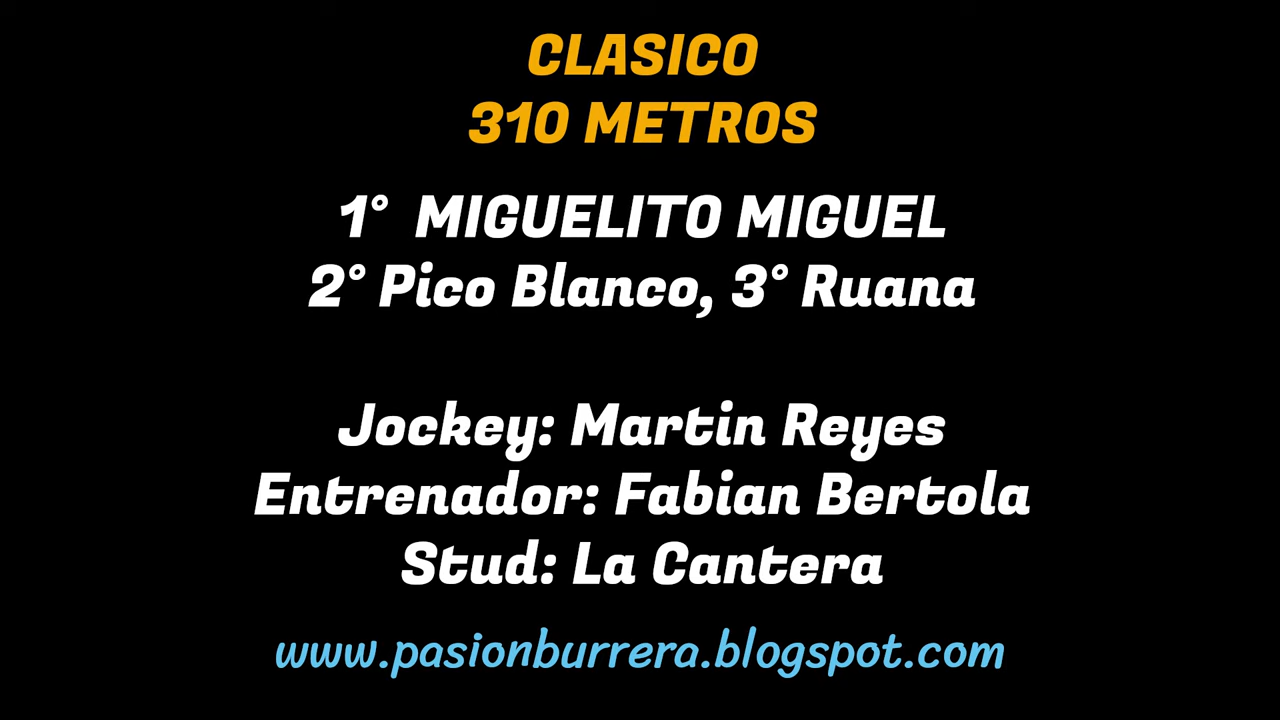 CLASICO
310 METROS
1° MIGUELITO MIGUEL
2° Pico Blanco, 3° Ruana
Jockey: Martin Reyes
Entrenador: Fabian Bertola
Stud: La Cantera
www.pasionburrera.blogspot.com